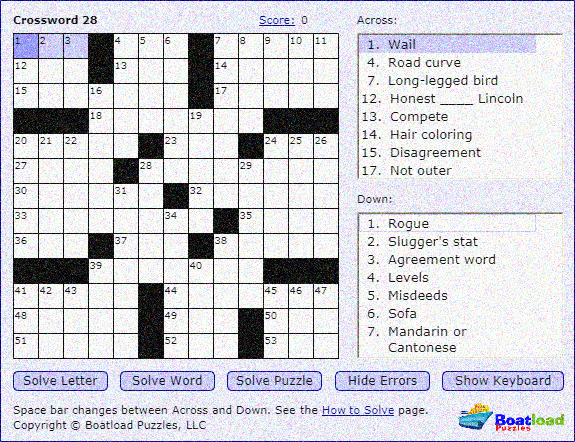 Crossword 28
Score: 0
1 2 3 4 5 6 7 8 9 10 11
12 13 14
15 16 17
18 19
20 21 22 23 24 25 26
27 28 29
30 31 32
33 34 35
36 37 38
39 40
41 42 43 44 45 46 47
48 49 50
51 52 53
Across:
1. Wail
4. Road curve
7. Long-legged bird
12. Honest ____ Lincoln
13. Compete
14. Hair coloring
15. Disagreement
17. Not outer
Down:
1. Rogue
2. Slugger's stat
3. Agreement word
4. Levels
5. Misdeeds
6. Sofa
7. Mandarin or
Cantonese
Solve Letter Solve Word Solve Puzzle Hide Errors Show Keyboard
Space bar changes between Across and Down. See the How to Solve page.
Copyright © Boatload Puzzles, LLC
Boatload
Puzzles